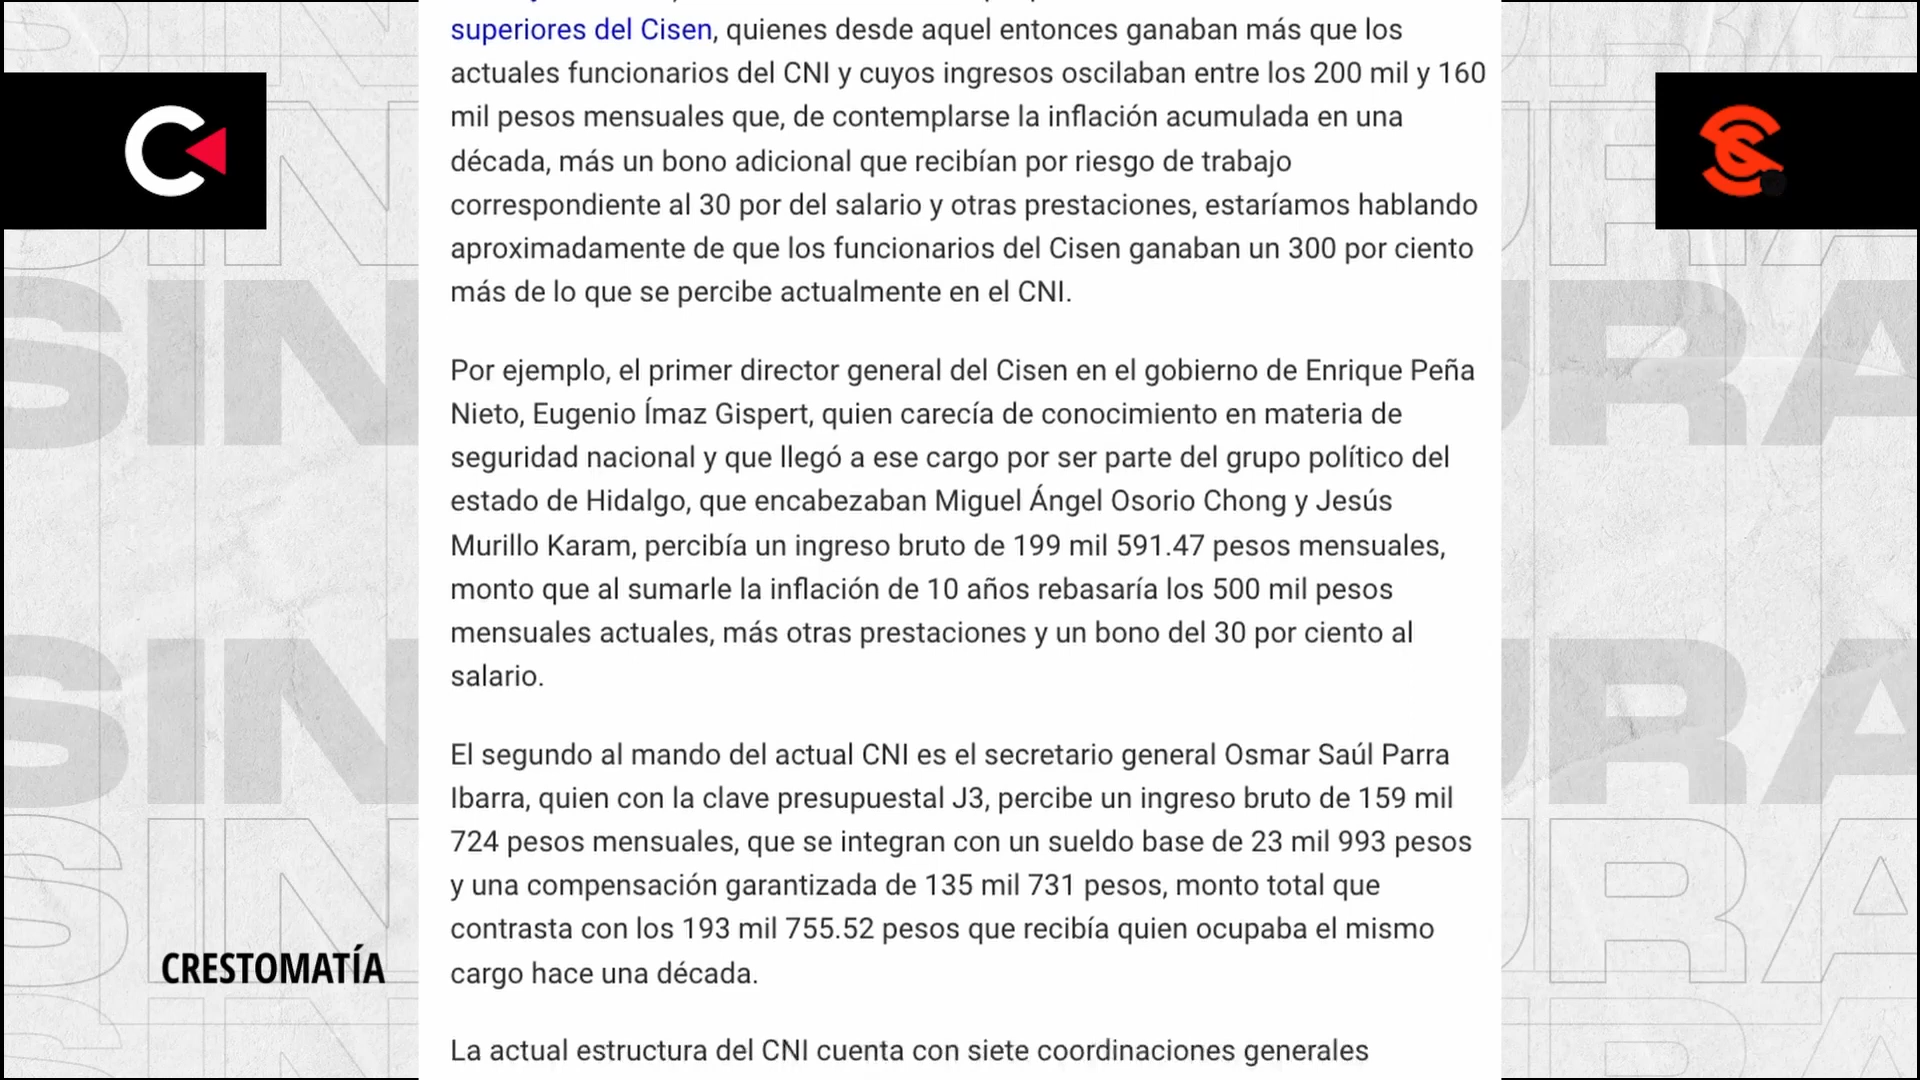 superiores del Cisen, quienes desde aquel entonces ganaban más que los
actuales funcionarios del CNI y cuyos ingresos oscilaban entre los 200 mil y 160
mil pesos mensuales que, de contemplarse la inflación acumulada en una
década, más un bono adicional que recibían por riesgo de trabajo
correspondiente al 30 por del salario y otras prestaciones, estaríamos hablando
aproximadamente de que los funcionarios del Cisen ganaban un 300 por ciento
más de lo que se percibe actualmente en el CNI.
Por ejemplo, el primer director general del Cisen en el gobierno de Enrique Peña
Nieto, Eugenio Ímaz Gispert, quien carecía de conocimiento en materia de
seguridad nacional y que llegó a ese cargo por ser parte del grupo político del
estado de Hidalgo, que encabezaban Miguel Ángel Osorio Chong y Jesús
Murillo Karam, percibía un ingreso bruto de 199 mil 591.47 pesos mensuales,
monto que al sumarle la inflación de 10 años rebasaría los 500 mil pesos
mensuales actuales, más otras prestaciones y un bono del 30 por ciento al
salario.
El segundo al mando del actual CNI es el secretario general Osmar Saúl Parra
Ibarra, quien con la clave presupuestal J3, percibe un ingreso bruto de 159 mil
724 pesos mensuales, que se integran con un sueldo base de 23 mil 993 pesos
y una compensación garantizada de 135 mil 731 pesos, monto total que
contrasta con los 193 mil 755.52 pesos que recibía quien ocupaba el mismo
cargo hace una década.
La actual estructura del CNI cuenta con siete coordinaciones generales
CRESTOMATÍA
SIN
SIN
SIN
SIN
SIN
URA
URA
URA
URA
URA